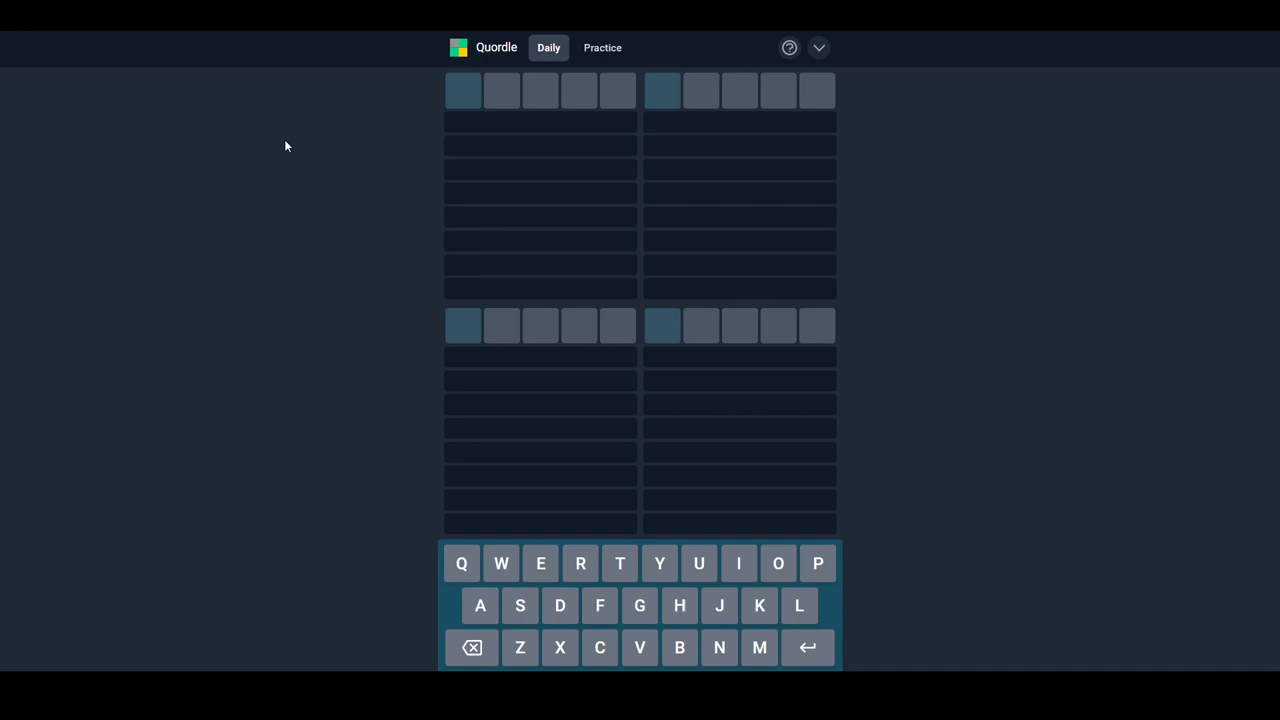 Quordle Daily Practice
Q W E R T Y U I O P
A S D F G H J K L
Z X C V B N M